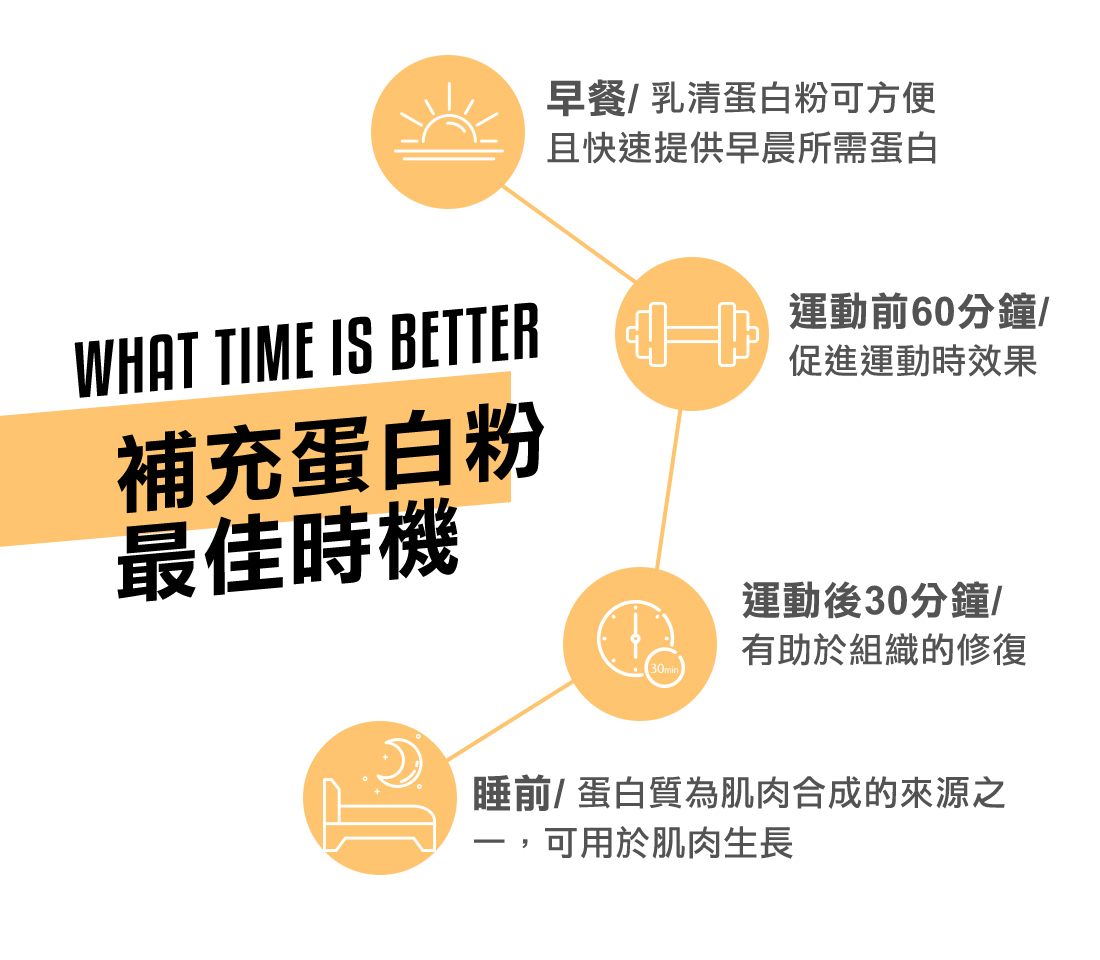 WHAT TIME IS BETTER
補充蛋白粉
最佳時機
早餐/ 乳清蛋白粉可方便
且快速提供早晨所需蛋白
運動前60分鐘/
促進運動時效果
運動後30分鐘/
有助於組織的修復
30min
睡前/ 蛋白質為肌肉合成的來源之
一，可用於肌肉生長